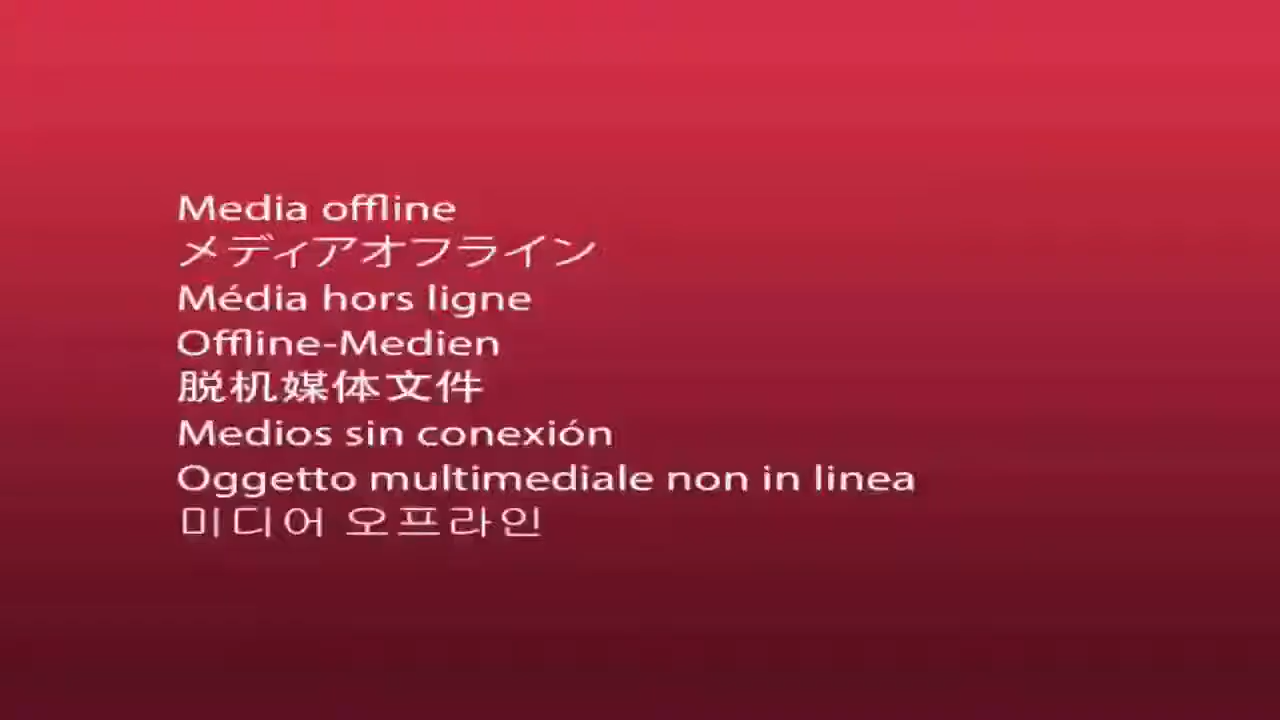 Media offline
メディアオフライン
Média hors ligne
Offline-Medien
脱机媒体文件
Medios sin conexión
Oggetto multimediale non in linea
미디어 오프라인